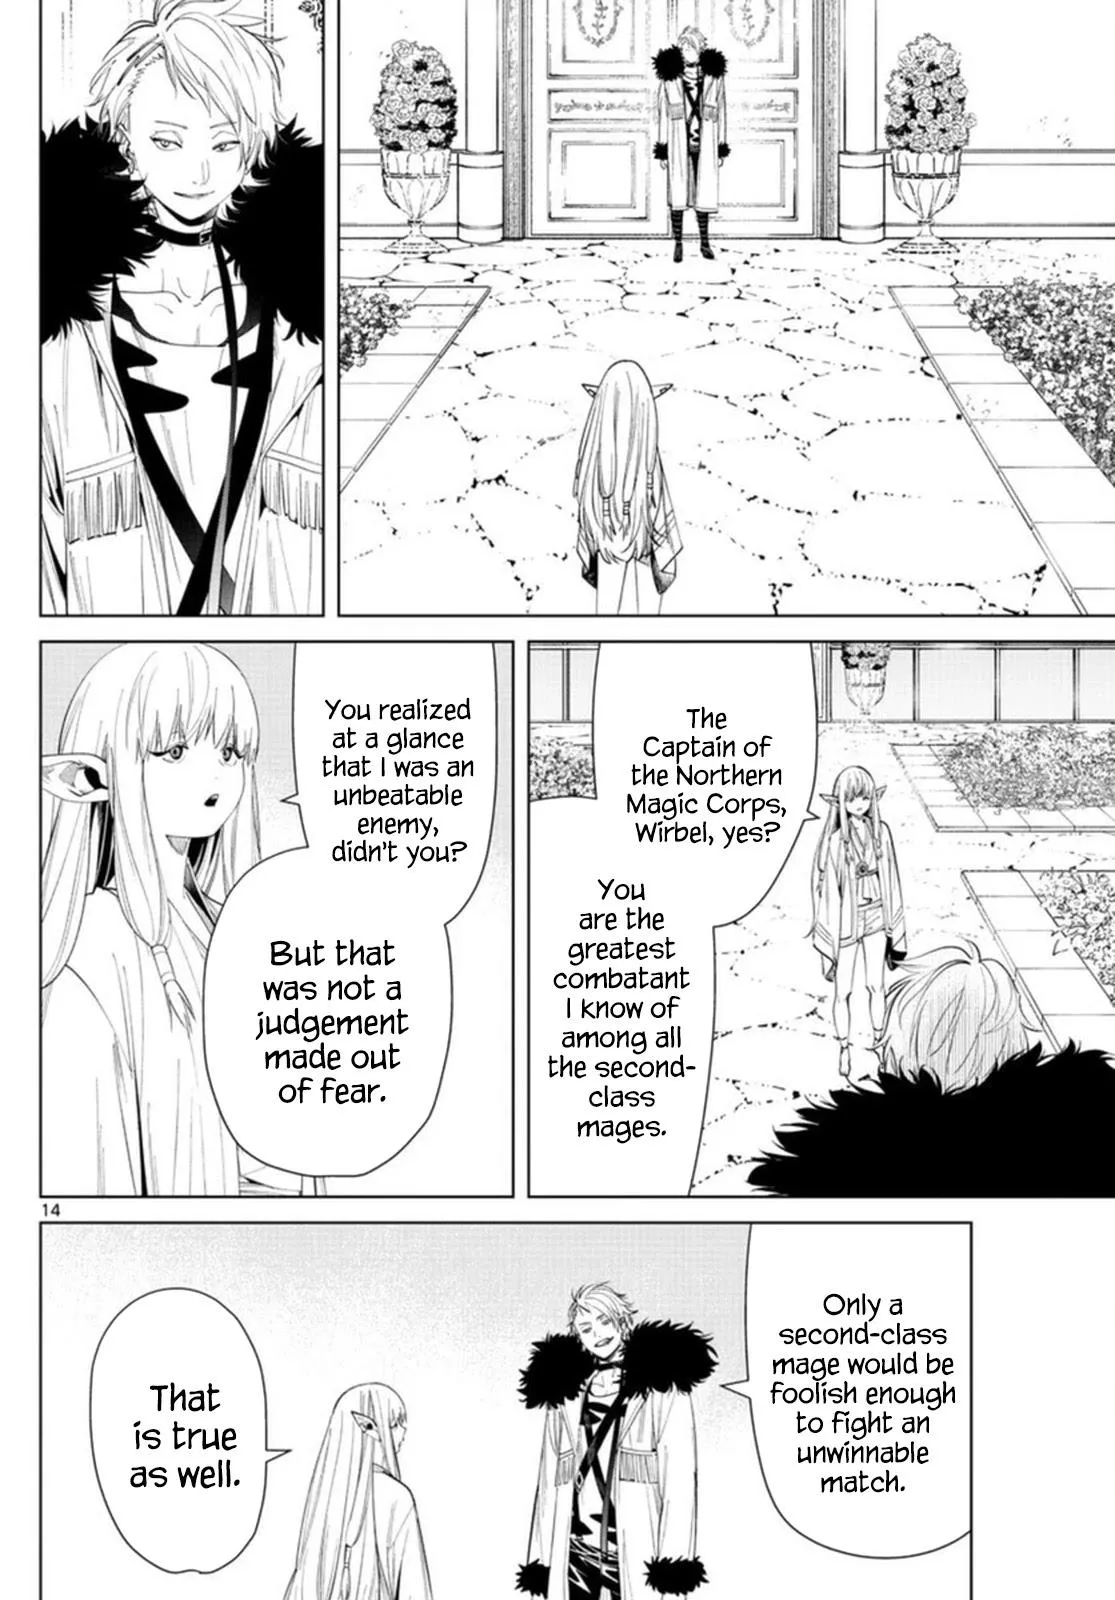 The
Captain of
the Northern
Magic Corps,
Wirbel, yes?
You
are the
greatest
combatant
I know of
among all
the second-
class
mages.
You realized
at a glance
that I was an
unbeatable
enemy,
didn't you?
But that
was not a
judgement
made out
of fear.
14
Only a
second-class
mage would be
foolish enough
to fight an
unwinnable
match.
That
is true
as well.